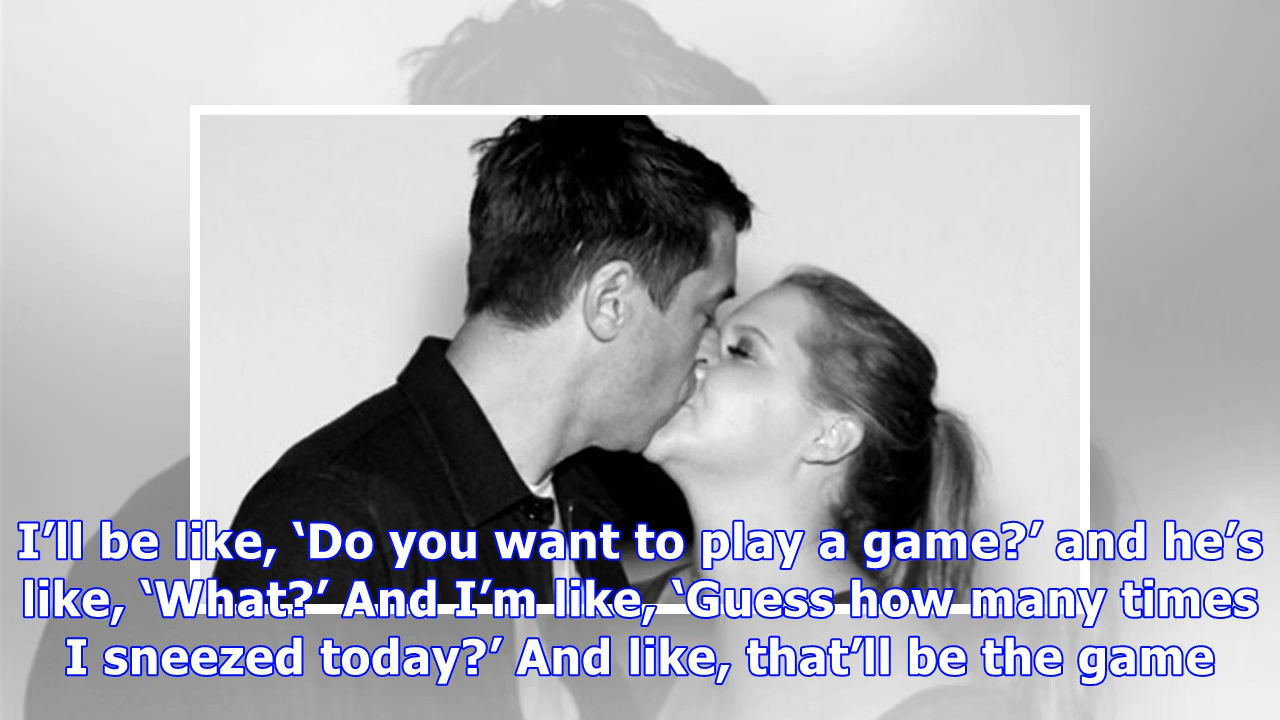 I’ll be like, ‘Do you want to play a game?’ and he’s
like, ‘What?’ And I’m like, ‘Guess how many times
I sneezed today?’ And like, that’ll be the game